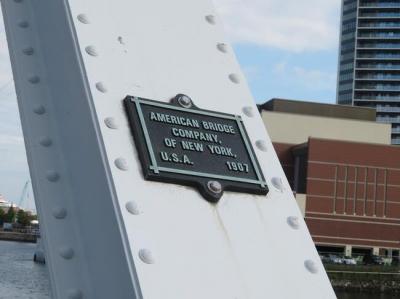 AMERICAN BRIDGE
COMPANY,
OF NEW YORK,
U.S.A. 1907